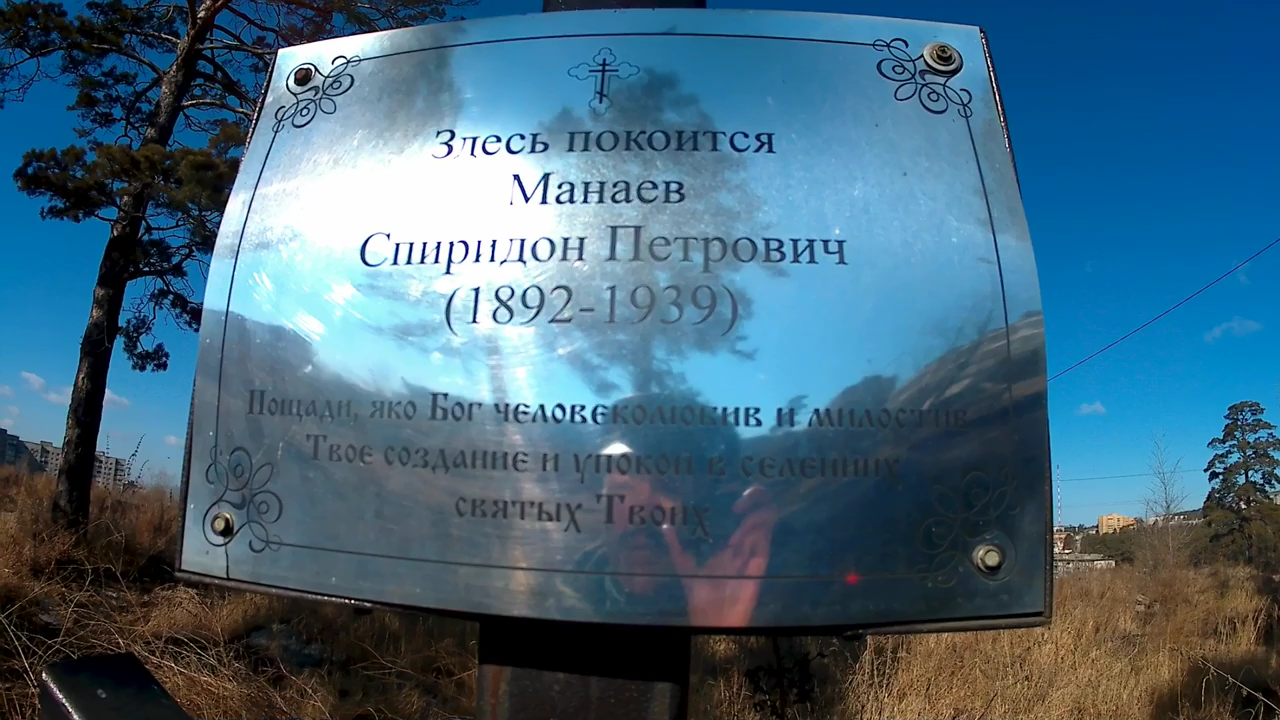 Здесь покоится
Манаев
Спиридон Петрович
(1892-1939)
Пощади, яко Бог человеколюбив и милостив
Твое создание и упокой в селениих
святых Твоих